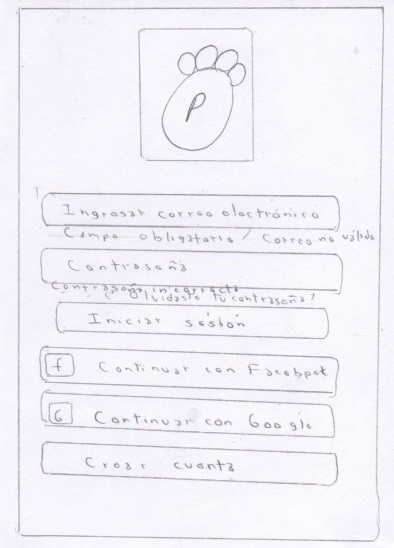 P
Ingresar correo electrónico
Campo obligatorio / Correo no válido
Contraseña
Contraseña incorrecta
¿Olvidaste tu contraseña?
Iniciar sesión
f Continuar con Facebook
G Continuar con Google
Crear cuenta